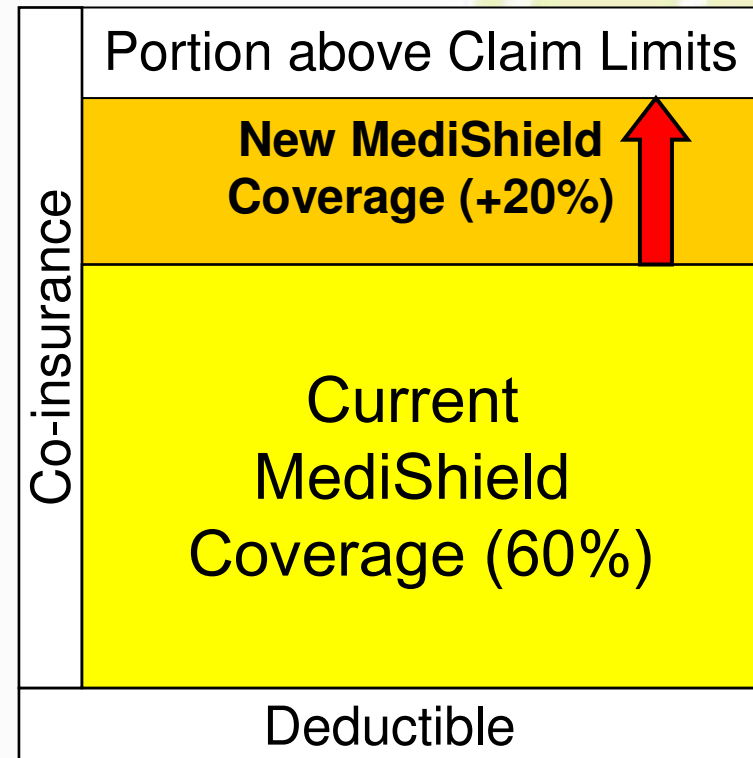 Portion above Claim Limits
New MediShield
Coverage (+20%)
Co-insurance
Current
MediShield
Coverage (60%)
Deductible